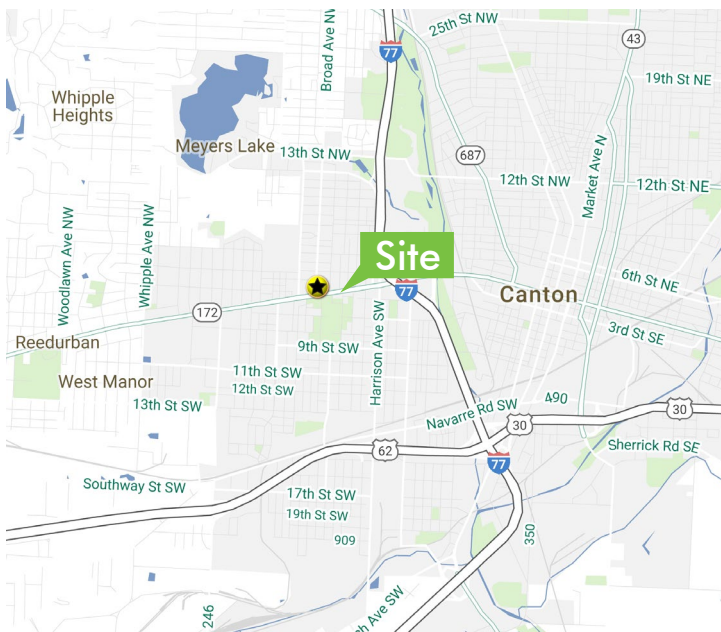 25th St NW
43
77
Broad Ave NW
19th St NE
Whipple
Heights
Meyers Lake
13th St NW
687
12th St NW
12th St NE
Market Ave N
Woodlawn Ave NW
Whipple Ave NW
Site
6th St NE
77
Canton
172
3rd St SE
Reedurban
9th St SW
Harrison Ave SW
11th St SW
West Manor
12th St SW
13th St SW
490
30
Navarre Rd SW
30
62
Sherrick Rd SE
77
Southway St SW
17th St SW
19th St SW
909
350
246
Ave SW